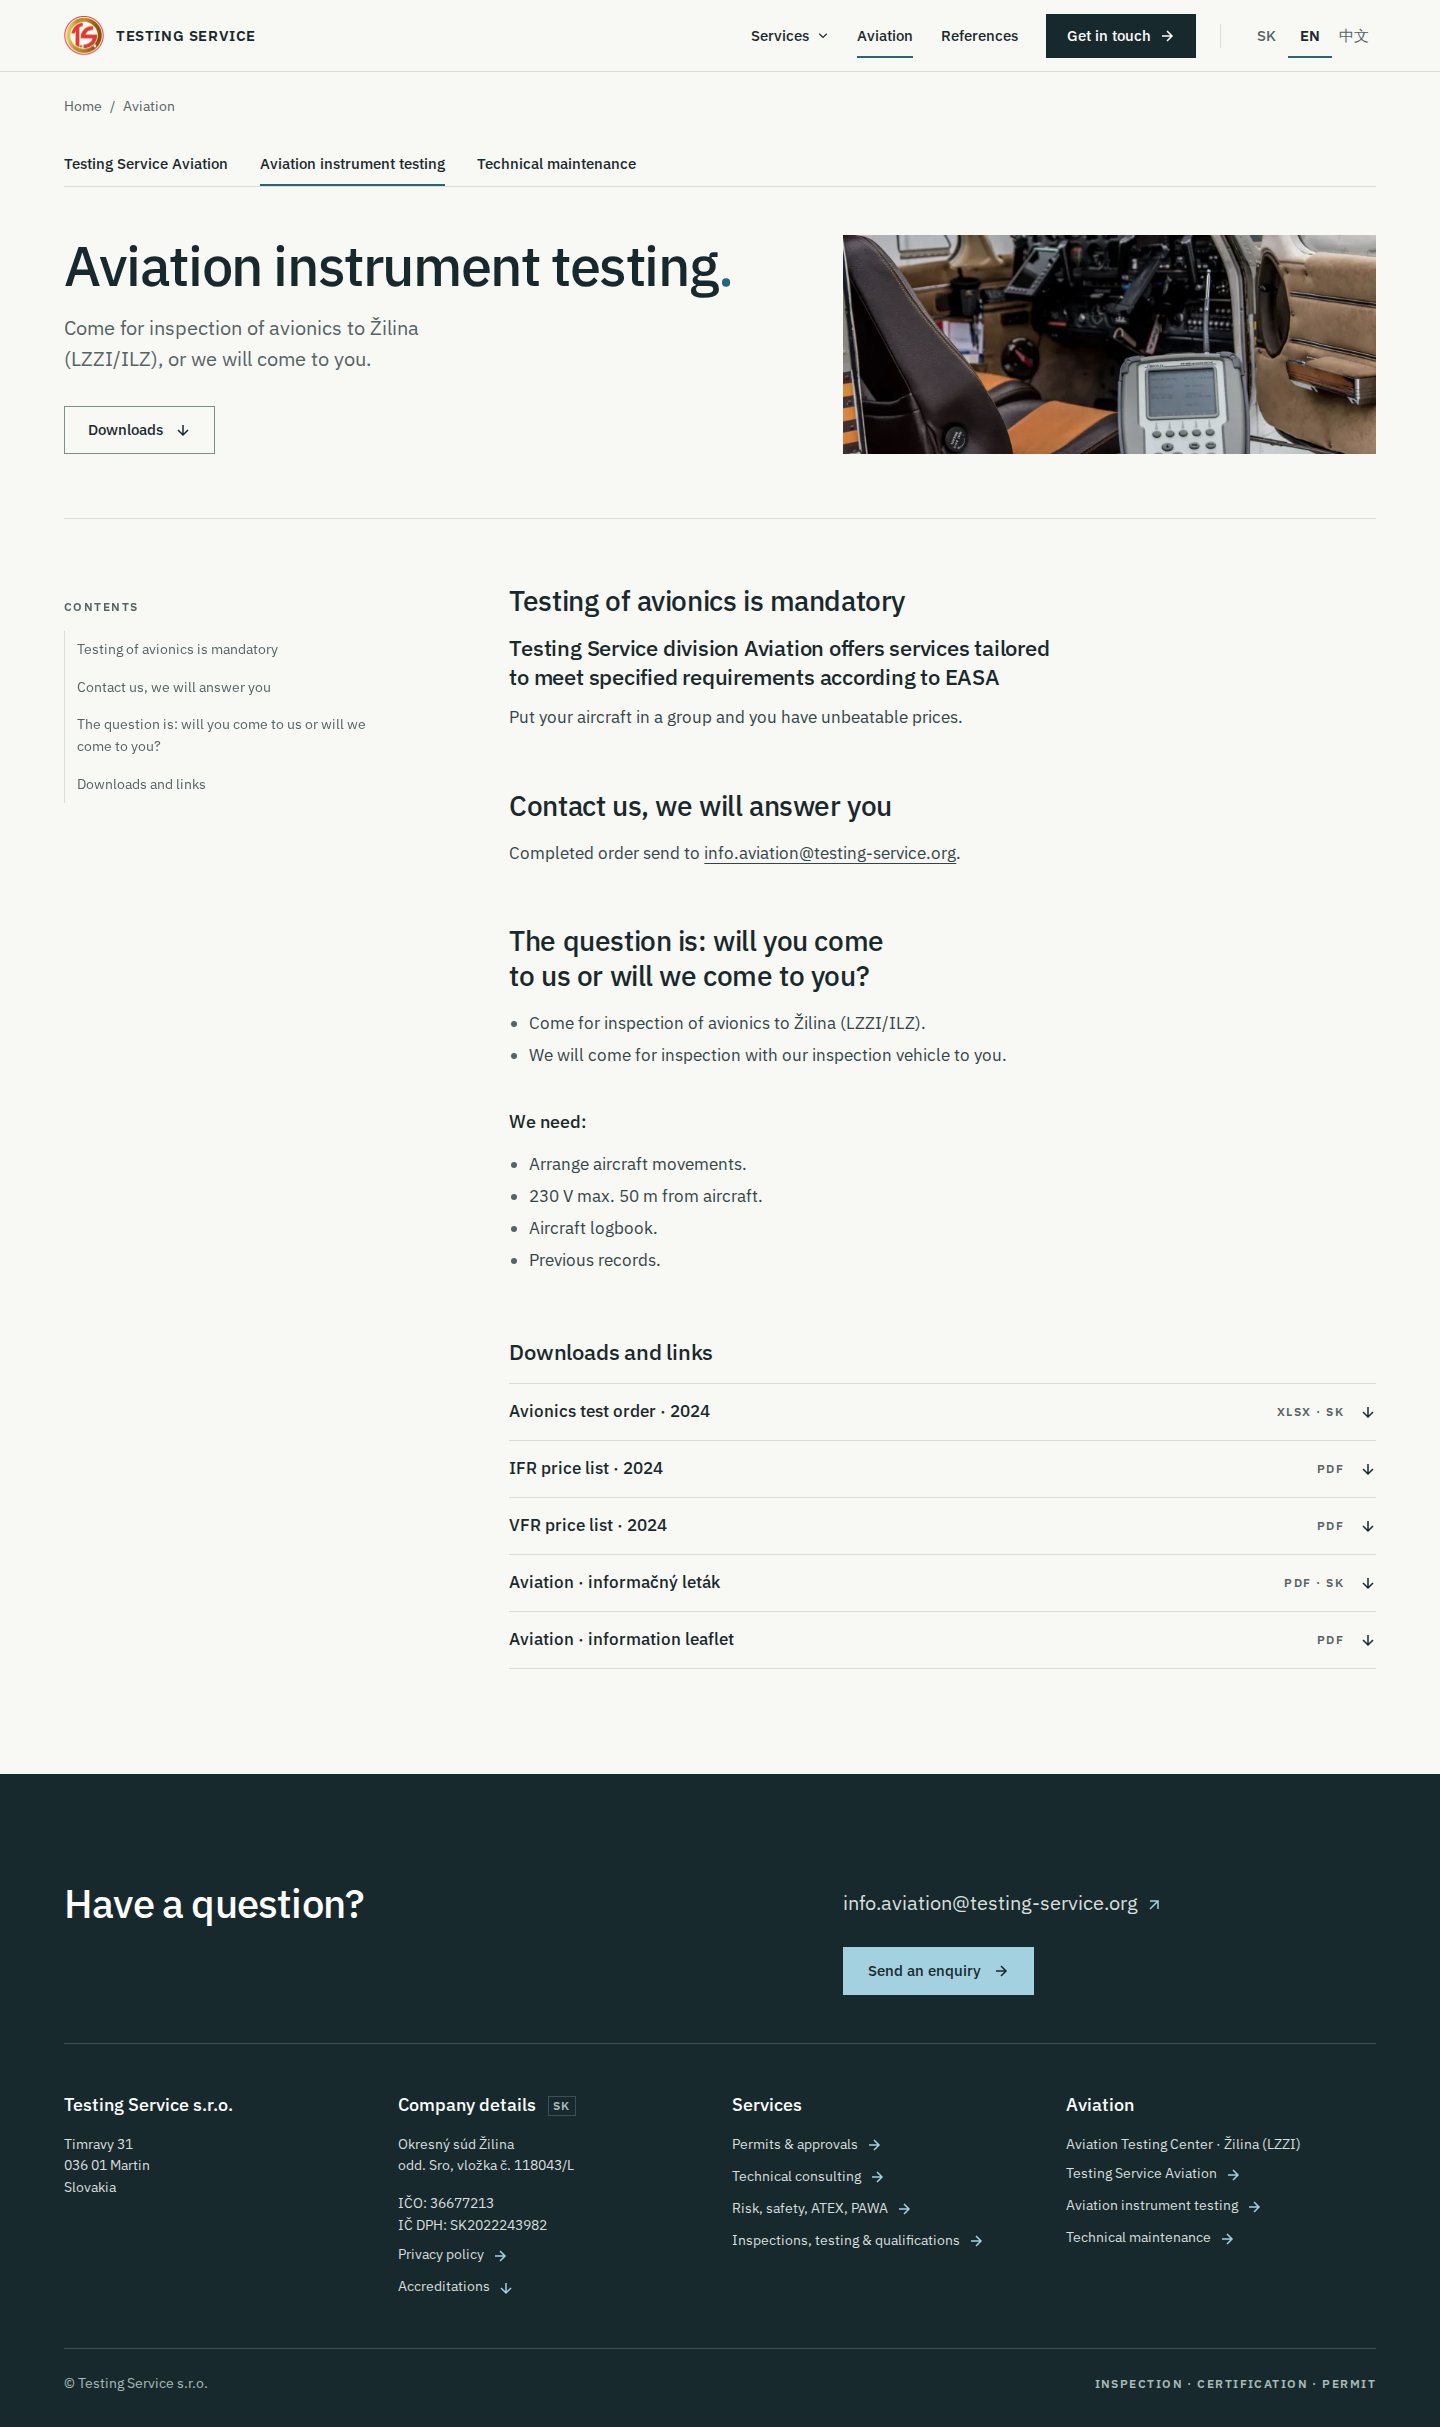 TESTING SERVICE
Services
Aviation
References
Get in touch
SK
EN
中文
Home / Aviation
Testing Service Aviation
Aviation instrument testing
Technical maintenance
Aviation instrument testing.
Come for inspection of avionics to Žilina
(LZZI/ILZ), or we will come to you.
Downloads
CONTENTS
Testing of avionics is mandatory
Contact us, we will answer you
The question is: will you come to us or will we
come to you?
Downloads and links
Testing of avionics is mandatory
Testing Service division Aviation offers services tailored
to meet specified requirements according to EASA
Put your aircraft in a group and you have unbeatable prices.
Contact us, we will answer you
Completed order send to info.aviation@testing-service.org.
The question is: will you come
to us or will we come to you?
• Come for inspection of avionics to Žilina (LZZI/ILZ).
• We will come for inspection with our inspection vehicle to you.
We need:
• Arrange aircraft movements.
• 230 V max. 50 m from aircraft.
• Aircraft logbook.
• Previous records.
Downloads and links
Avionics test order · 2024 XLSX · SK
IFR price list · 2024 PDF
VFR price list · 2024 PDF
Aviation · informačný leták PDF · SK
Aviation · information leaflet PDF
Have a question?
info.aviation@testing-service.org
Send an enquiry
Testing Service s.r.o.
Timravy 31
036 01 Martin
Slovakia
Company details SK
Okresný súd Žilina
odd. Sro, vložka č. 118043/L
IČO: 36677213
IČ DPH: SK2022243982
Privacy policy
Accreditations
Services
Permits & approvals
Technical consulting
Risk, safety, ATEX, PAWA
Inspections, testing & qualifications
Aviation
Aviation Testing Center · Žilina (LZZI)
Testing Service Aviation
Aviation instrument testing
Technical maintenance
© Testing Service s.r.o.
INSPECTION · CERTIFICATION · PERMIT